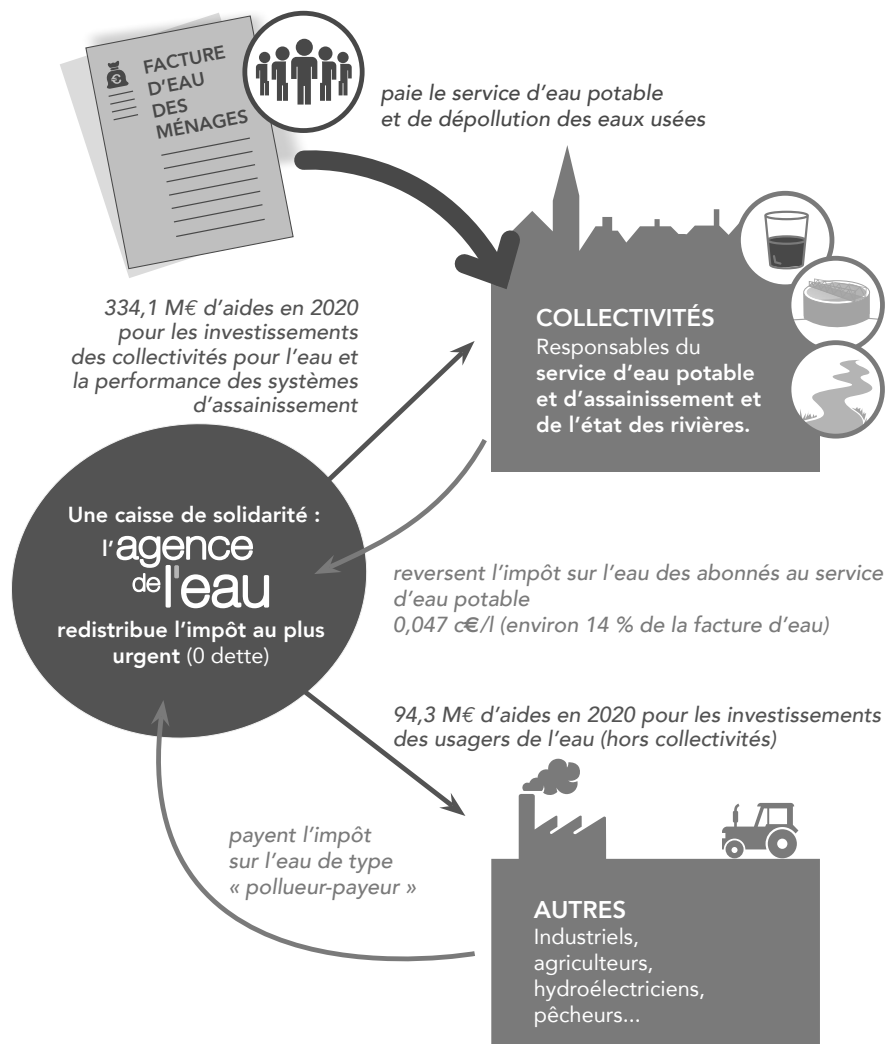 FACTURE
D'EAU
DES
MÉNAGES
paie le service d'eau potable
et de dépollution des eaux usées
334,1 M€ d'aides en 2020
pour les investissements
des collectivités pour l'eau et
la performance des systèmes
d'assainissement
COLLECTIVITÉS
Responsables du
service d'eau potable
et d'assainissement et
de l'état des rivières.
Une caisse de solidarité :
l'agence
de l'eau
redistribue l'impôt au plus
urgent (0 dette)
reversent l'impôt sur l'eau des abonnés au service
d'eau potable
0,047 c€/l (environ 14 % de la facture d'eau)
94,3 M€ d'aides en 2020 pour les investissements
des usagers de l'eau (hors collectivités)
payent l'impôt
sur l'eau de type
« pollueur-payeur »
AUTRES
Industriels,
agriculteurs,
hydroélectriciens,
pêcheurs...